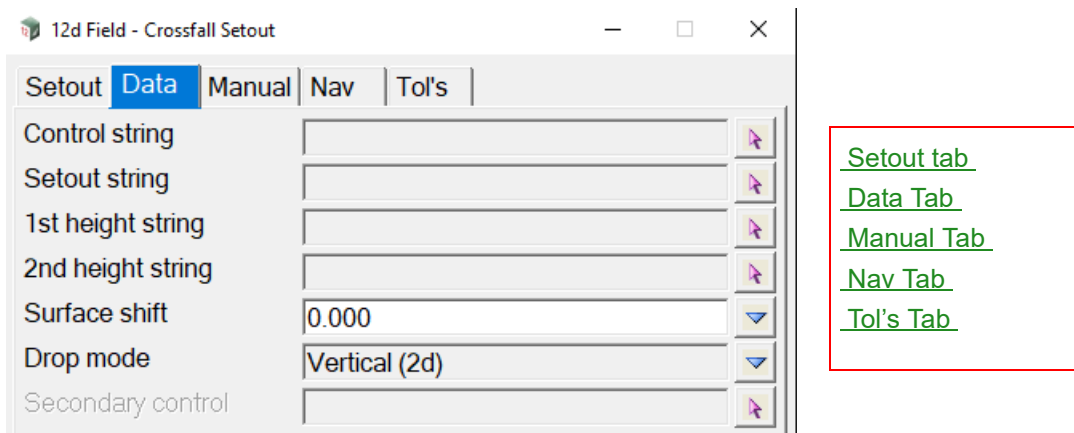 12d Field - Crossfall Setout
Setout Data Manual Nav Tol's
Control string
Setout string
1st height string
2nd height string
Surface shift 0.000
Drop mode Vertical (2d)
Secondary control
Setout tab
Data Tab
Manual Tab
Nav Tab
Tol’s Tab